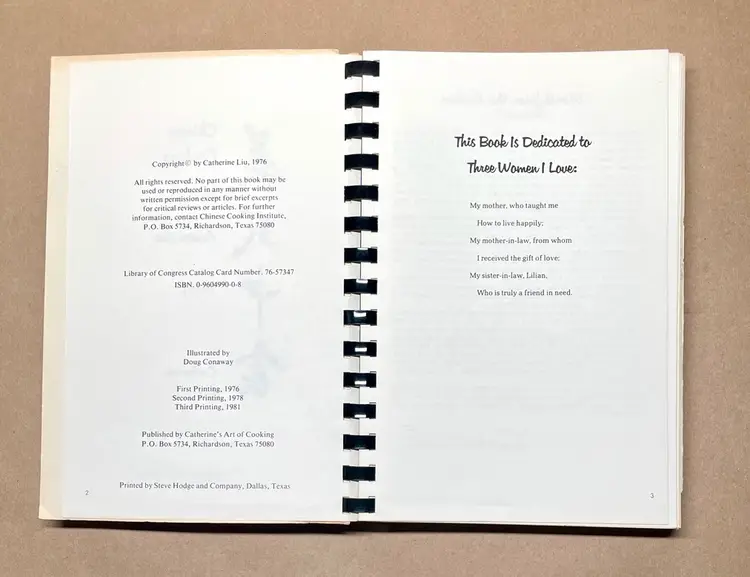 Copyright © by Catherine Liu, 1976
All rights reserved. No part of this book may be
used or reproduced in any manner without
written permission except for brief excerpts
for critical reviews or articles. For further
information, contact Chinese Cooking Institute,
P.O. Box 5734, Richardson, Texas 75080
Library of Congress Catalog Card Number, 76-57347
ISBN. 0-9604990-0-8
Illustrated by
Doug Conaway
First Printing, 1976
Second Printing, 1978
Third Printing, 1981
Published by Catherine's Art of Cooking
P.O. Box 5734, Richardson, Texas 75080
Printed by Steve Hodge and Company, Dallas, Texas
2
This Book Is Dedicated to
Three Women I Love:
My mother, who taught me
How to live happily;
My mother-in-law, from whom
I received the gift of love;
My sister-in-law, Lilian,
Who is truly a friend in need.
3